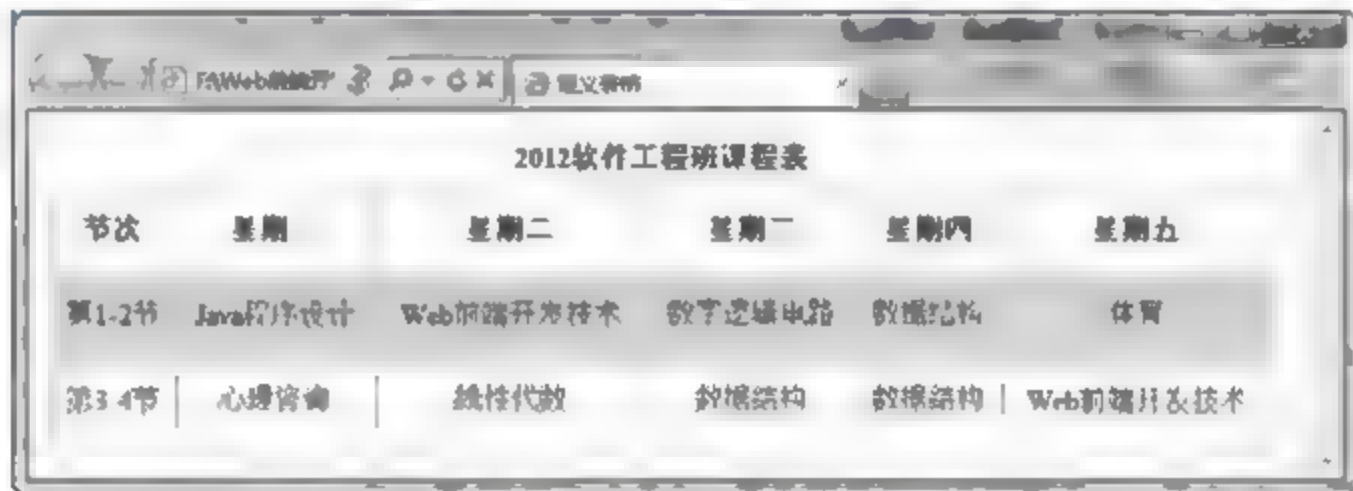 2012软件工程班课程表
节次 星期 星期二 星期 星期四 星期五
第1-2节 Java程序设计 Web前端开发技术 数字逻辑电路 数据结构 体育
第3-4节 心理咨询 线性代数 数据结构 数据结构 Web前端开发技术